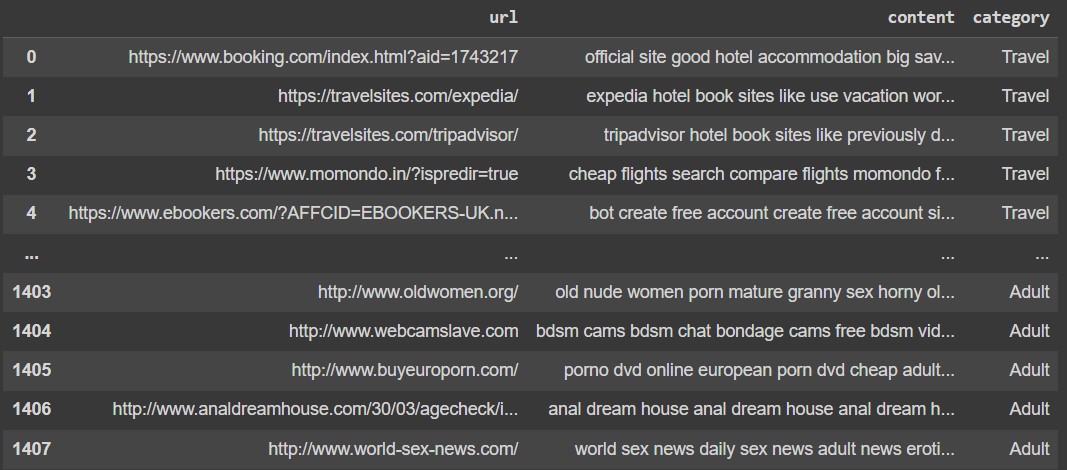 url content category
0 https://www.booking.com/index.html?aid=1743217 official site good hotel accommodation big sav... Travel
1 https://travelsites.com/expedia/ expedia hotel book sites like use vacation wor... Travel
2 https://travelsites.com/tripadvisor/ tripadvisor hotel book sites like previously d... Travel
3 https://www.momondo.in/?ispredir=true cheap flights search compare flights momondo f... Travel
4 https://www.ebookers.com/?AFFCID=EBOOKERS-UK.n... bot create free account create free account si... Travel
... ... ... ...
1403 http://www.oldwomen.org/ old nude women porn mature granny sex horny ol... Adult
1404 http://www.webcamslave.com bdsm cams bdsm chat bondage cams free bdsm vid... Adult
1405 http://www.buyeuroporn.com/ porno dvd online european porn dvd cheap adult... Adult
1406 http://www.analdreamhouse.com/30/03/agecheck/i... anal dream house anal dream house anal dream h... Adult
1407 http://www.world-sex-news.com/ world sex news daily sex news adult news eroti... Adult